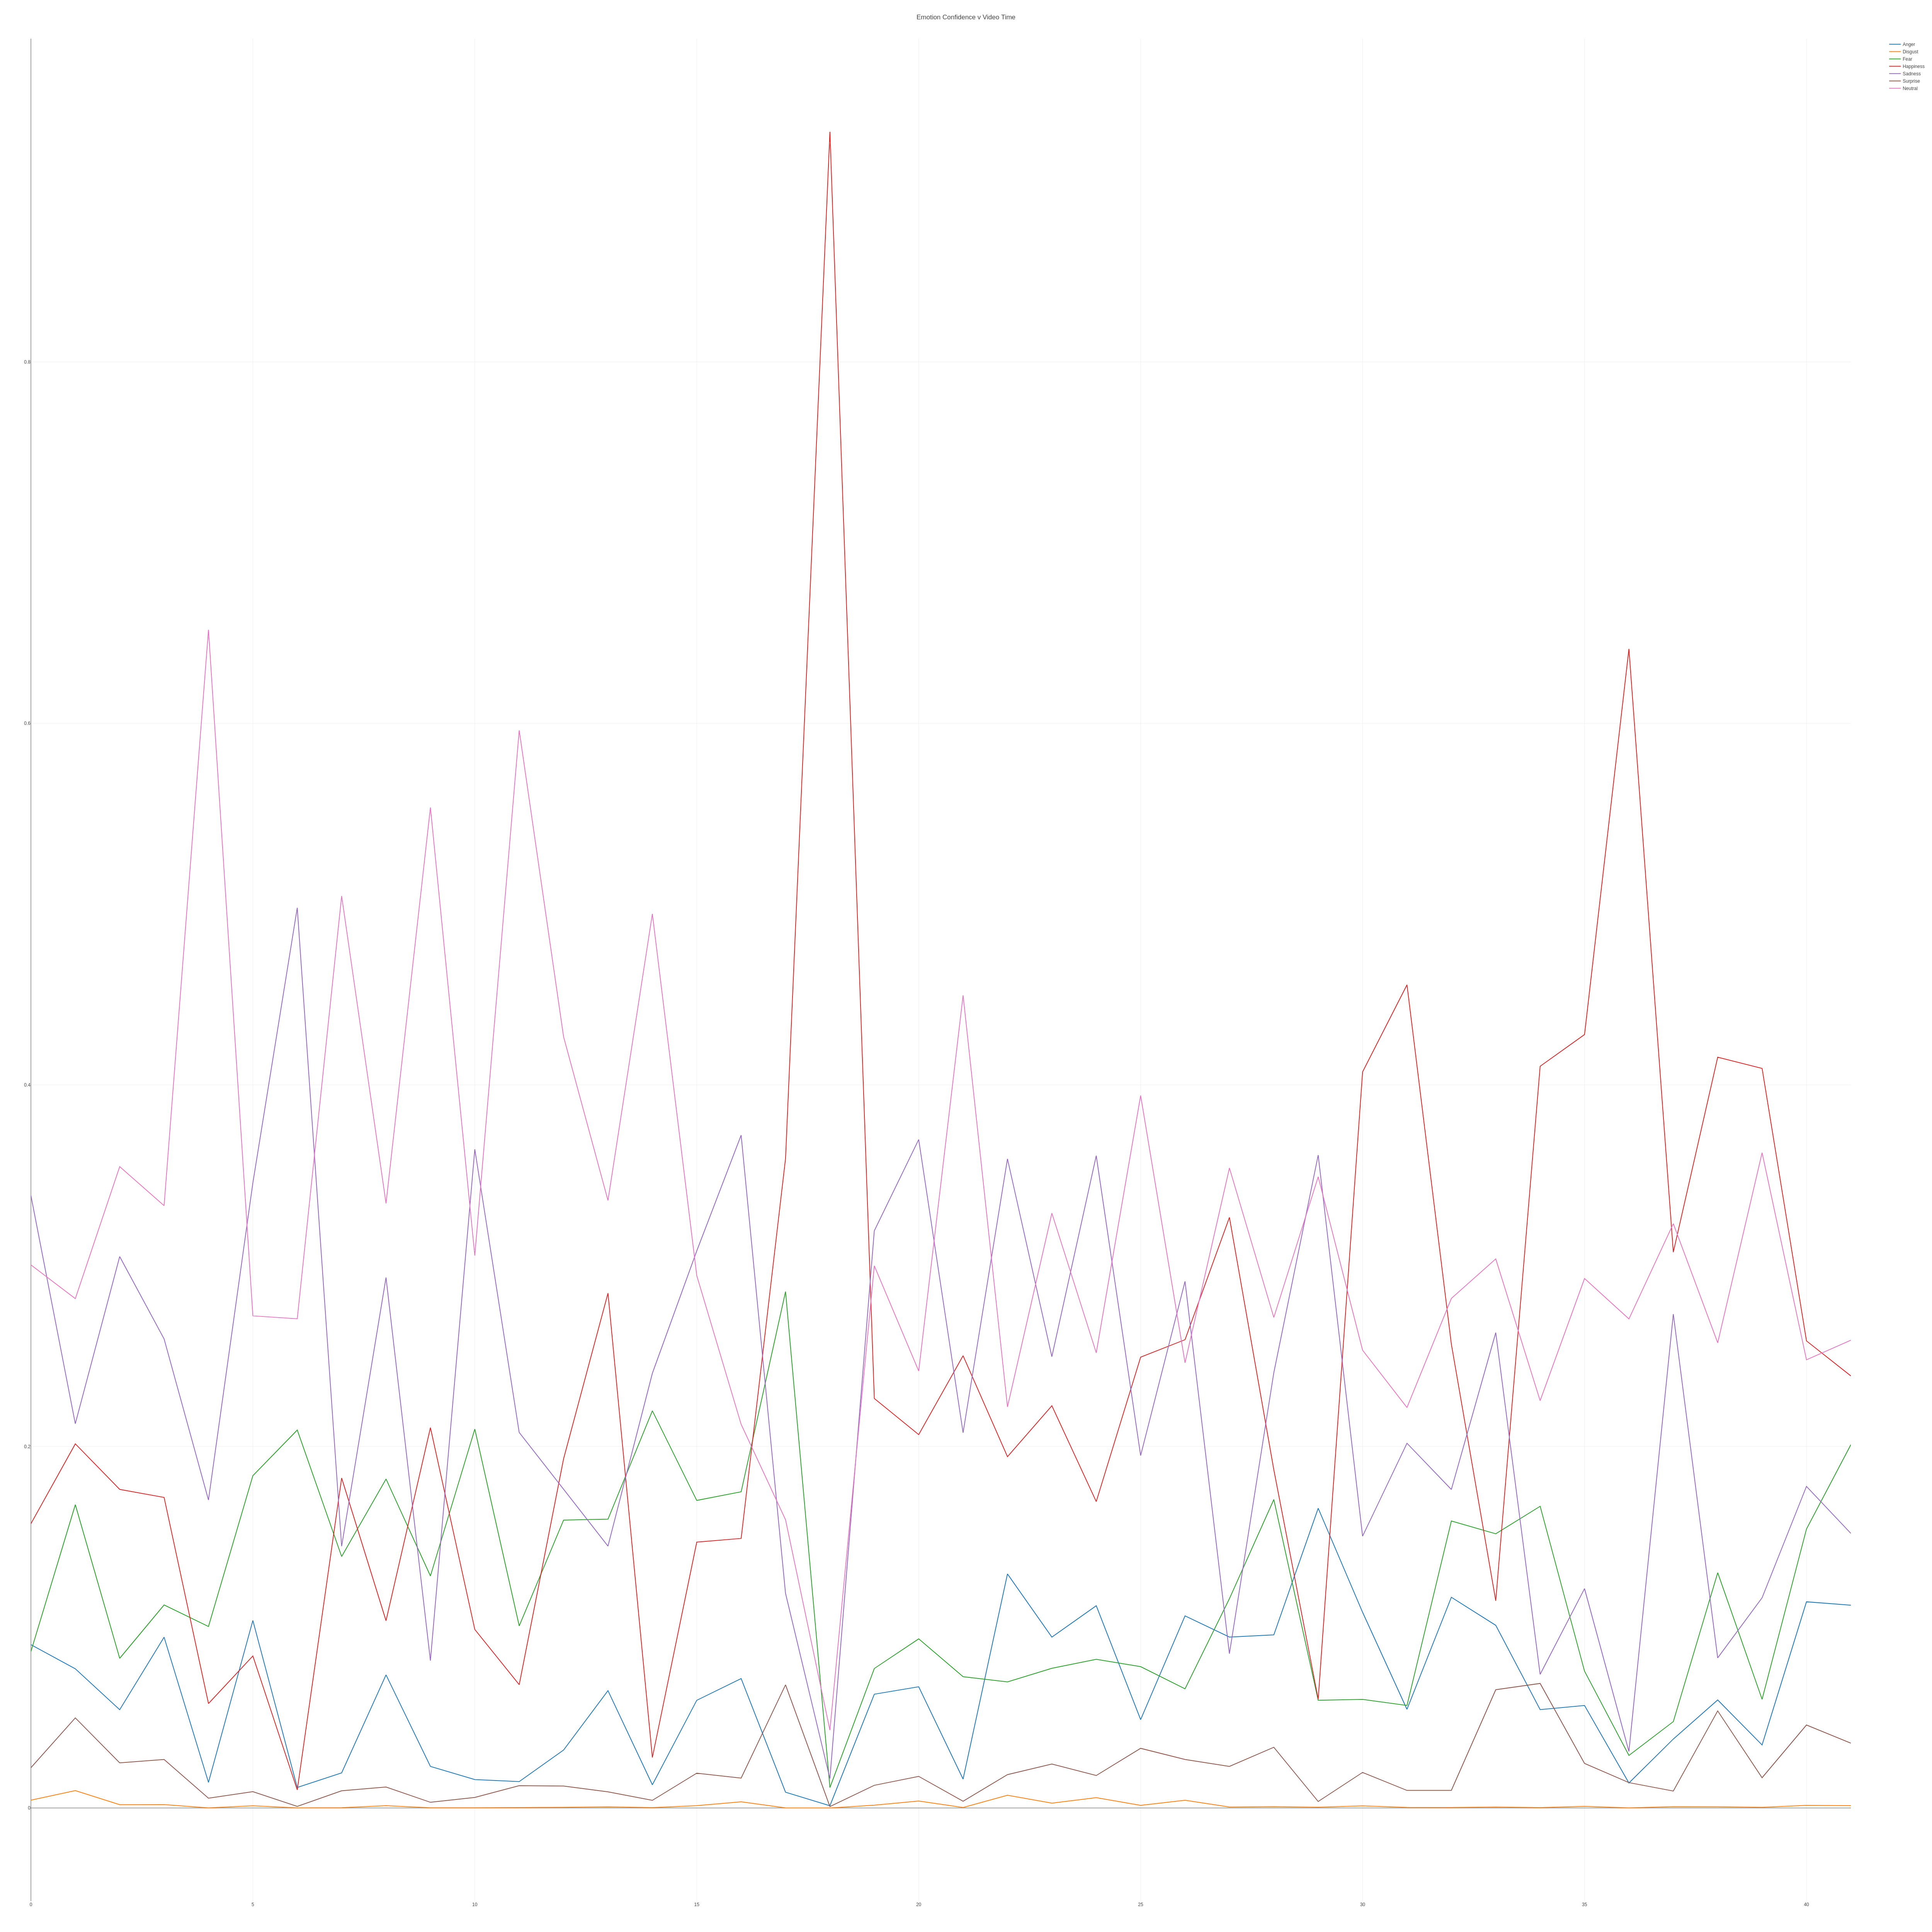 Emotion Confidence v Video Time
Anger
Disgust
Fear
Happiness
Sadness
Surprise
Neutral
0.8
0.6
0.4
0.2
0
0 5 10 15 20 25 30 35 40